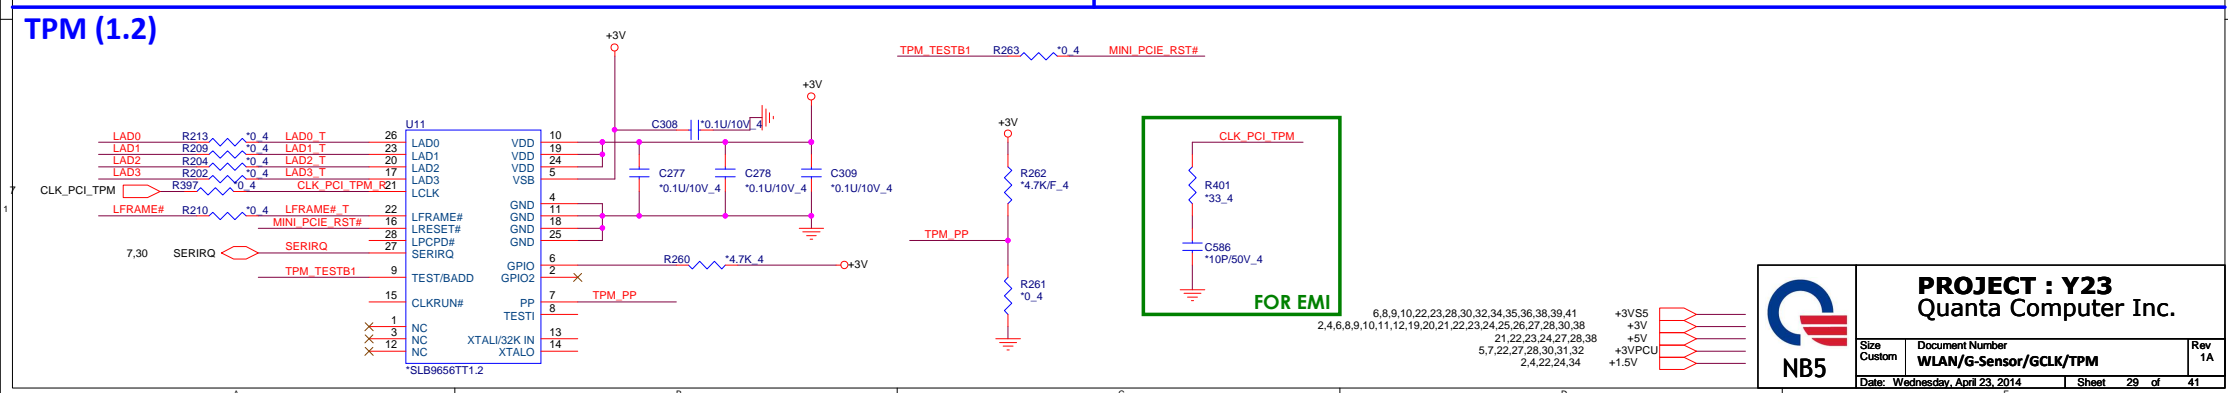 TPM (1.2)
+3V
TPM_TESTB1 R263 *0_4 MINI_PCIE_RST#
+3V
U11
C308 *0.1U/10V_4
LAD0 R213 *0_4 LAD0_T 26 LAD0
LAD1 R209 *0_4 LAD1_T 23 LAD1
LAD2 R204 *0_4 LAD2_T 20 LAD2
LAD3 R202 *0_4 LAD3_T 17 LAD3
7 CLK_PCI_TPM R397 *0_4 CLK_PCI_TPM_R 21 LCLK
LFRAME# R210 *0_4 LFRAME#_T 22 LFRAME#
MINI_PCIE_RST# 16 LRESET#
28 LPCPD#
7,30 SERIRQ SERIRQ 27 SERIRQ
TPM_TESTB1 9 TEST/BADD
15 CLKRUN#
1 NC
3 NC
12 NC
*SLB9656TT1.2
VDD 10
VDD 19
VDD 24
VSB 5
GND 4
GND 11
GND 18
GND 25
GPIO 6 R260 *4.7K_4 +3V
GPIO2 2
PP 7 TPM_PP
TESTI 8
XTALI/32K IN 13
XTALO 14
C277
*0.1U/10V_4
C278
*0.1U/10V_4
C309
*0.1U/10V_4
+3V
R262
*4.7K/F_4
TPM_PP
R261
*0_4
CLK_PCI_TPM
R401
*33_4
C586
*10P/50V_4
FOR EMI
6,8,9,10,22,23,28,30,32,34,35,36,38,39,41 +3VS5
2,4,6,8,9,10,11,12,19,20,21,22,23,24,25,26,27,28,30,38 +3V
21,22,23,24,27,28,38 +5V
5,7,22,27,28,30,31,32 +3VPCU
2,4,22,24,34 +1.5V
NB5
PROJECT : Y23
Quanta Computer Inc.
Size
Custom
Document Number
WLAN/G-Sensor/GCLK/TPM
Rev
1A
Date: Wednesday, April 23, 2014 Sheet 29 of 41
1